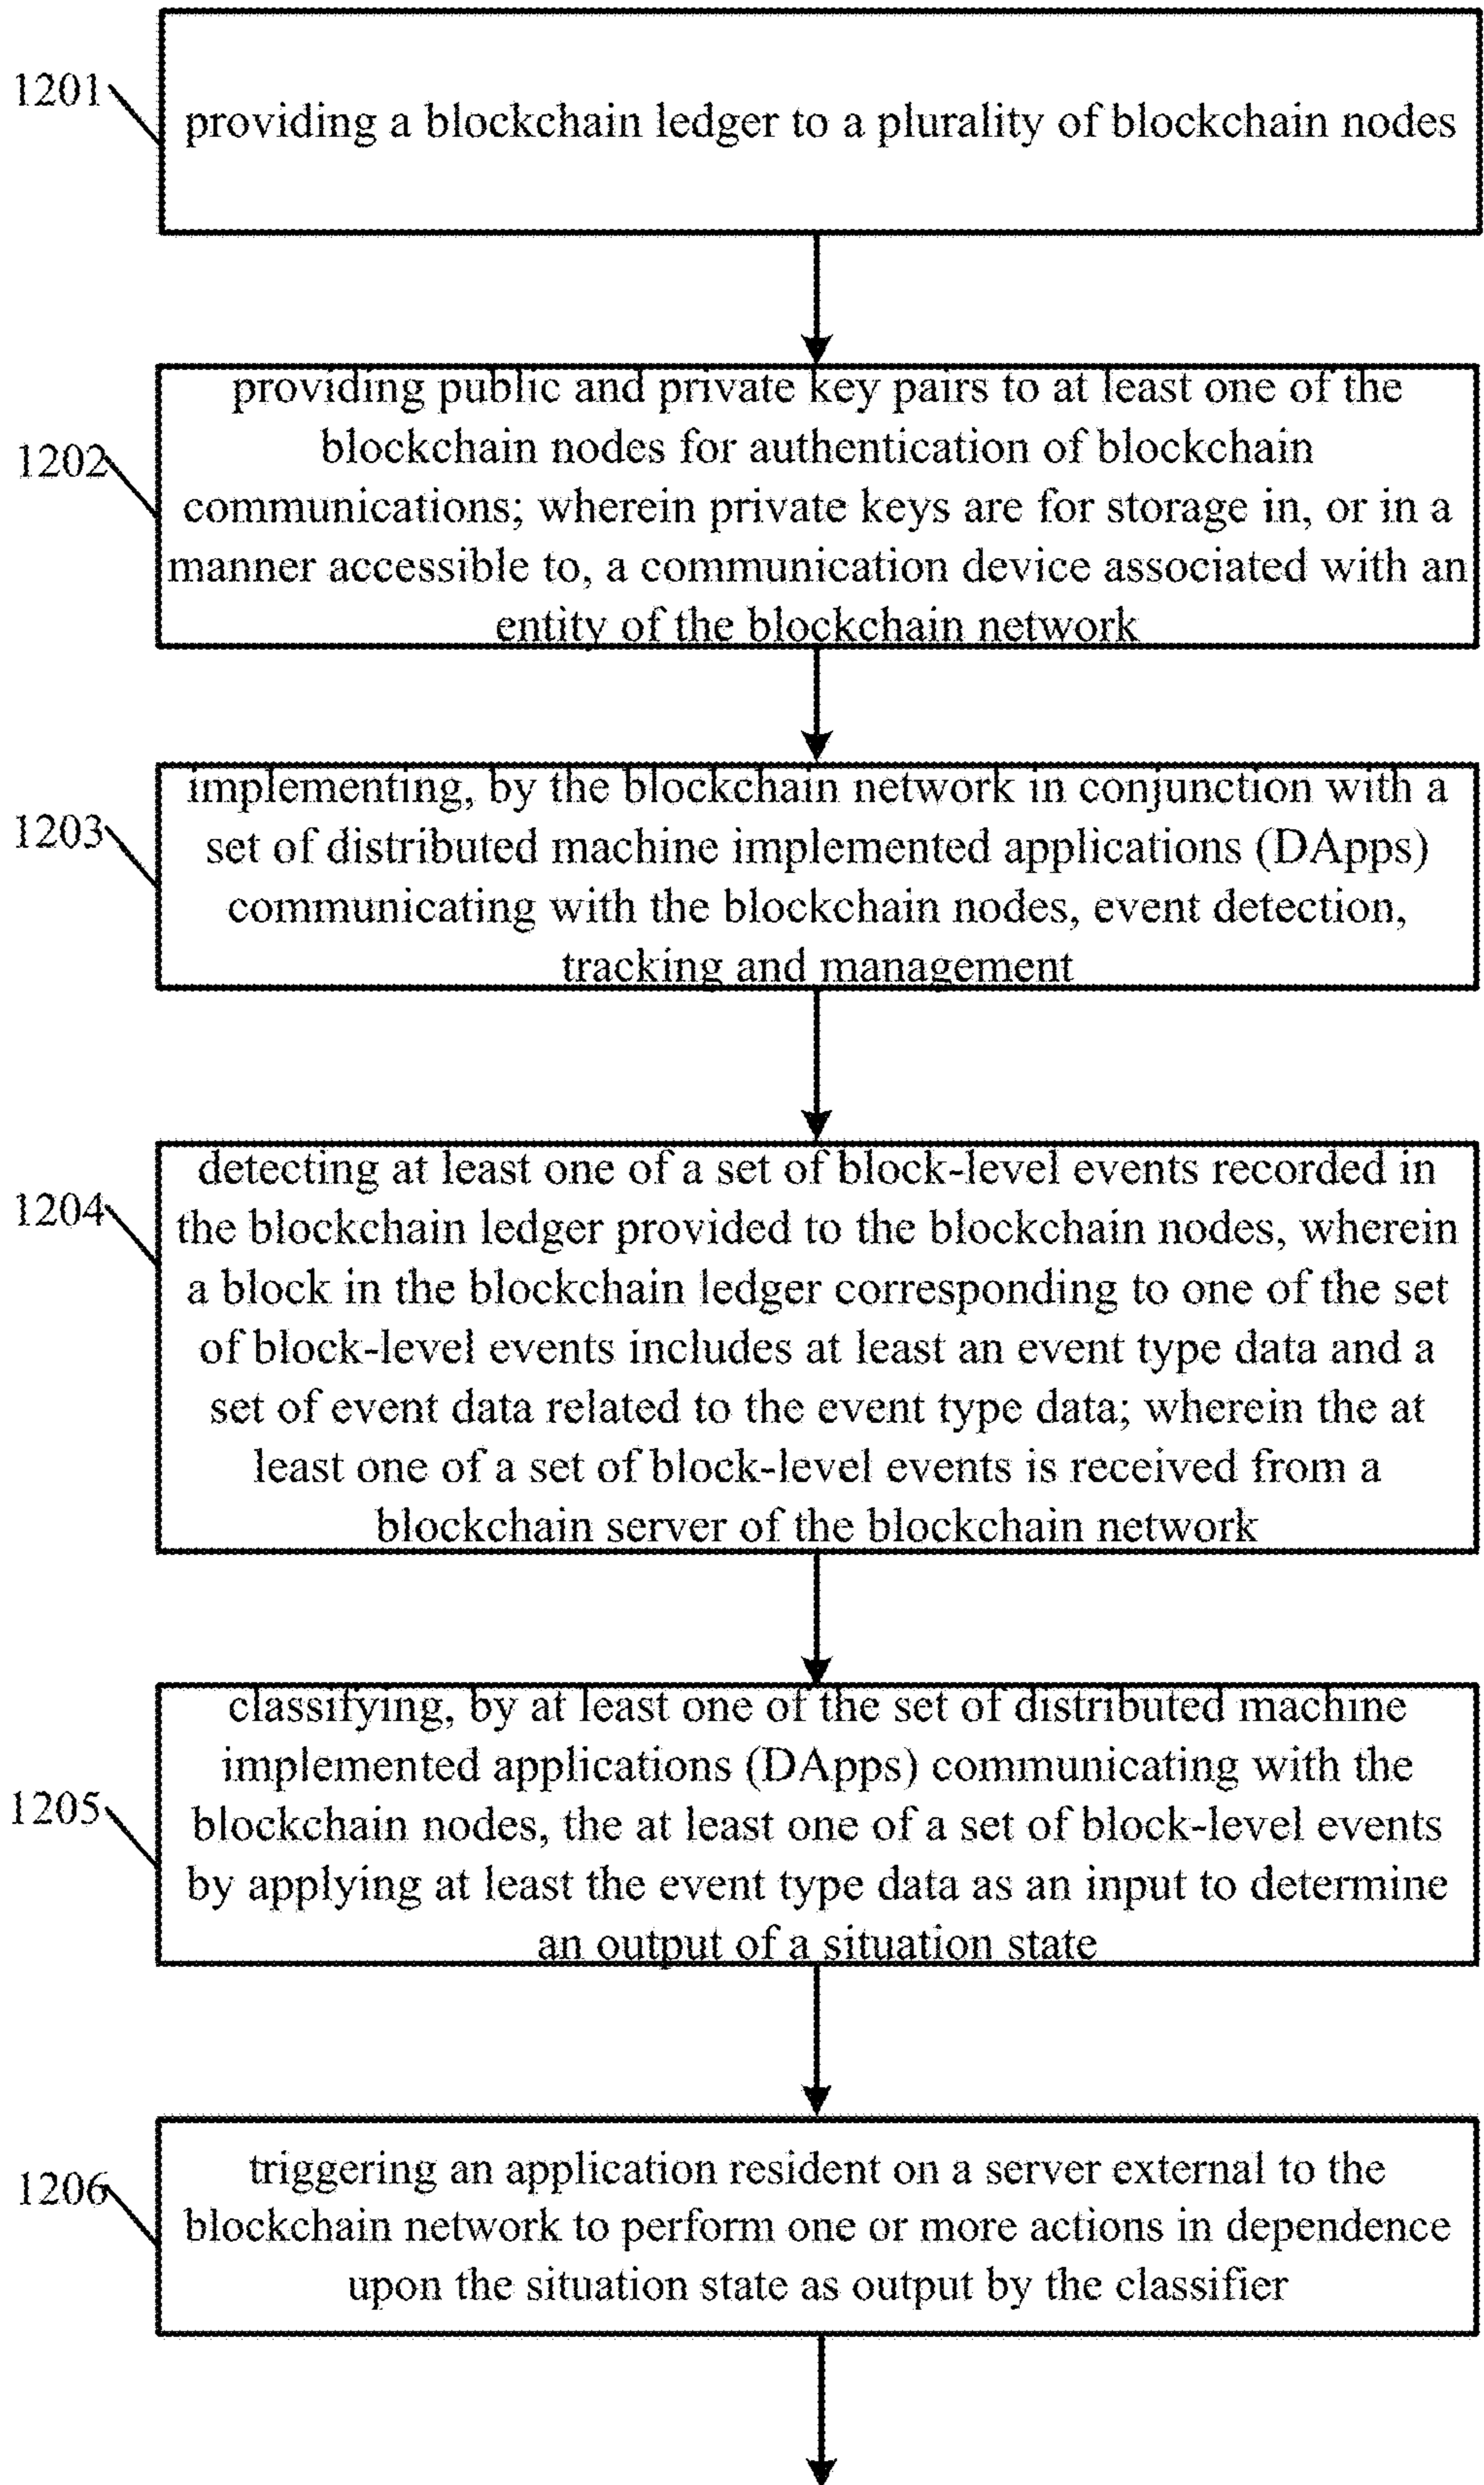 1201
providing a blockchain ledger to a plurality of blockchain nodes
1202
providing public and private key pairs to at least one of the
blockchain nodes for authentication of blockchain
communications; wherein private keys are for storage in, or in a
manner accessible to, a communication device associated with an
entity of the blockchain network
1203
implementing, by the blockchain network in conjunction with a
set of distributed machine implemented applications (DApps)
communicating with the blockchain nodes, event detection,
tracking and management
1204
detecting at least one of a set of block-level events recorded in
the blockchain ledger provided to the blockchain nodes, wherein
a block in the blockchain ledger corresponding to one of the set
of block-level events includes at least an event type data and a
set of event data related to the event type data; wherein the at
least one of a set of block-level events is received from a
blockchain server of the blockchain network
1205
classifying, by at least one of the set of distributed machine
implemented applications (DApps) communicating with the
blockchain nodes, the at least one of a set of block-level events
by applying at least the event type data as an input to determine
an output of a situation state
1206
triggering an application resident on a server external to the
blockchain network to perform one or more actions in dependence
upon the situation state as output by the classifier